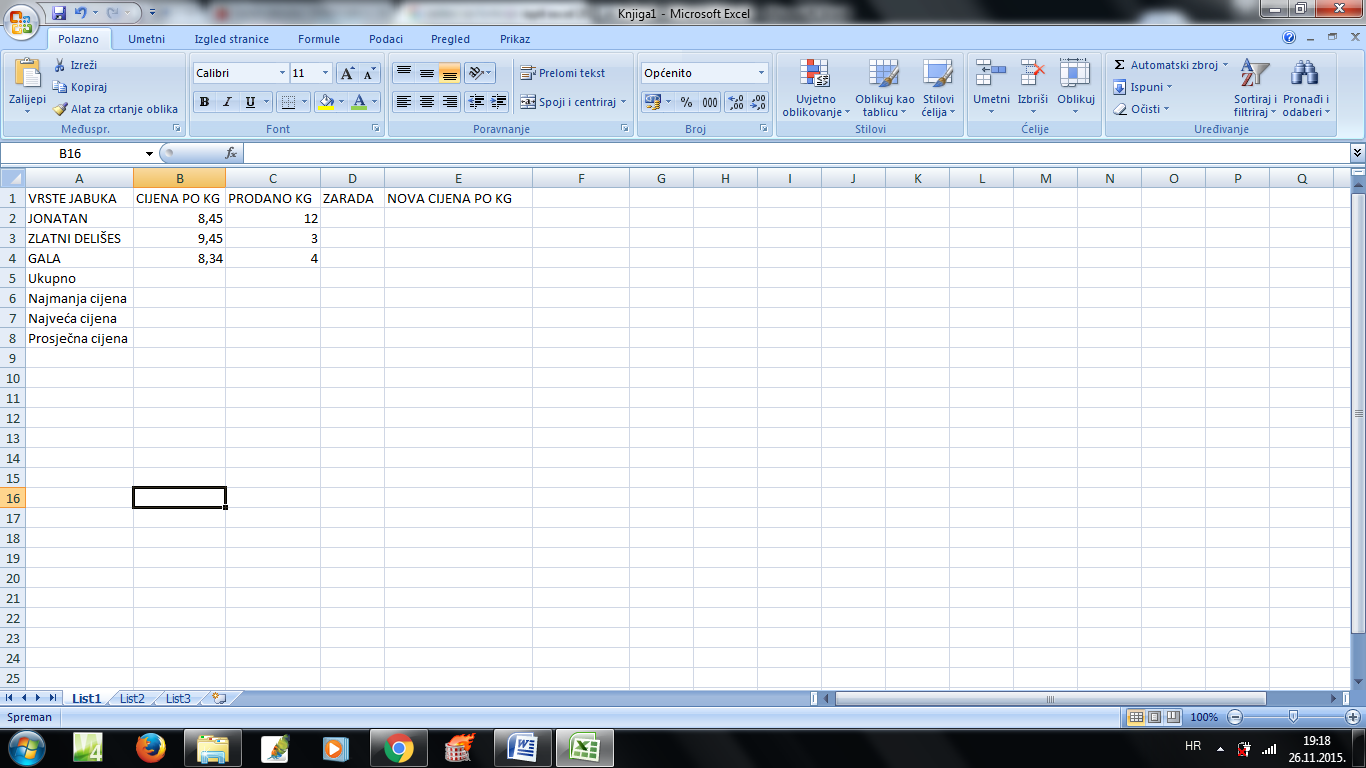 Knjiga1 - Microsoft Excel
Polazno Umetni Izgled stranice Formule Podaci Pregled Prikaz
Zalijepi
Izreži
Kopiraj
Alat za crtanje oblika
Međuspr.
Calibri 11
B I U
Font
Prelomi tekst
Spoji i centriraj
Poravnanje
Općenito
% 000
Broj
Uvjetno oblikovanje
Oblikuj kao tablicu
Stilovi ćelija
Stilovi
Umetni Izbriši Oblikuj
Ćelije
Σ Automatski zbroj
Ispuni
Očisti
Sortiraj i filtriraj
Pronađi i odaberi
Uređivanje
B16 fx
A B C D E F G H I J K L M N O P Q
1 VRSTE JABUKA CIJENA PO KG PRODANO KG ZARADA NOVA CIJENA PO KG
2 JONATAN 8,45 12
3 ZLATNI DELIŠES 9,45 3
4 GALA 8,34 4
5 Ukupno
6 Najmanja cijena
7 Najveća cijena
8 Prosječna cijena
9
10
11
12
13
14
15
16
17
18
19
20
21
22
23
24
25
List1 List2 List3
Spreman 100%
HR 19:18
26.11.2015.